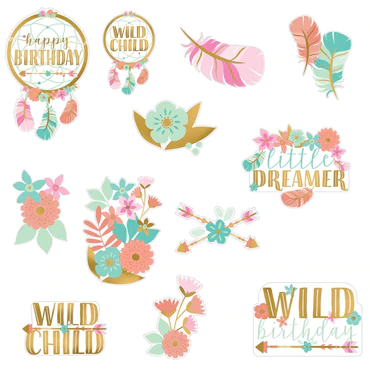 happy
BIRTHDAY
WILD
CHILD
little
DREAMER
WILD
CHILD
WILD
birthday